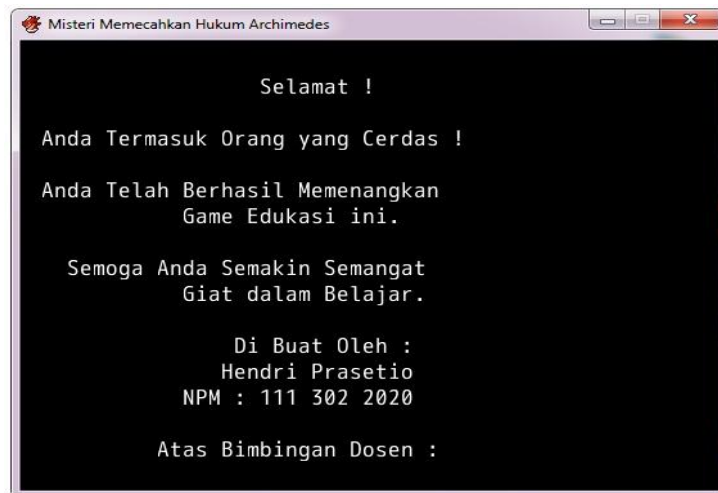 Misteri Memecahkan Hukum Archimedes
Selamat !
Anda Termasuk Orang yang Cerdas !
Anda Telah Berhasil Memenangkan
Game Edukasi ini.
Semoga Anda Semakin Semangat
Giat dalam Belajar.
Di Buat Oleh :
Hendri Prasetio
NPM : 111 302 2020
Atas Bimbingan Dosen :